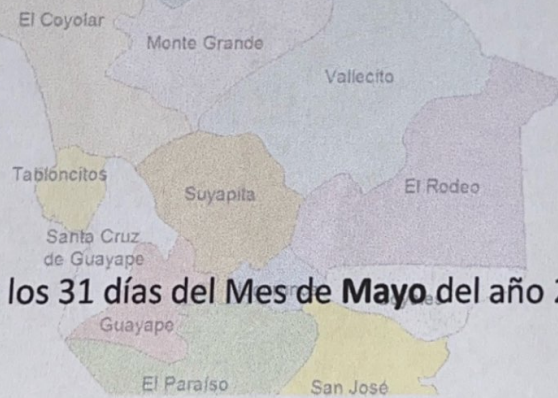 El Coyolar
Monte Grande
Vallecito
Tabloncitos
Suyapita
El Rodeo
Santa Cruz
de Guayape
los 31 días del Mes de Mayo del año
Guayape
El Paraíso
San José